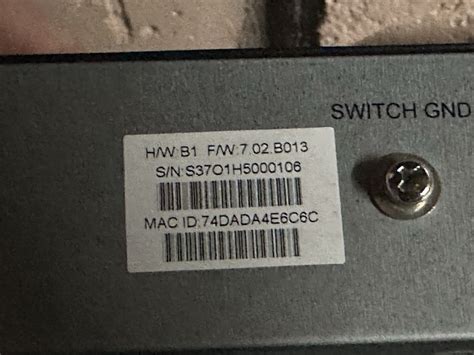 SWITCH GND
H/W:B1 F/W:7.02.B013
S/N:S37O1H5000106
MAC ID:74DADA4E6C6C